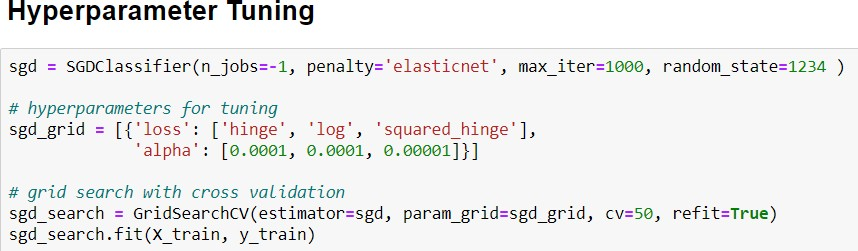 Hyperparameter Tuning
sgd = SGDClassifier(n_jobs=-1, penalty='elasticnet', max_iter=1000, random_state=1234 )
# hyperparameters for tuning
sgd_grid = [{'loss': ['hinge', 'log', 'squared_hinge'],
'alpha': [0.0001, 0.0001, 0.00001]}]
# grid search with cross validation
sgd_search = GridSearchCV(estimator=sgd, param_grid=sgd_grid, cv=50, refit=True)
sgd_search.fit(X_train, y_train)